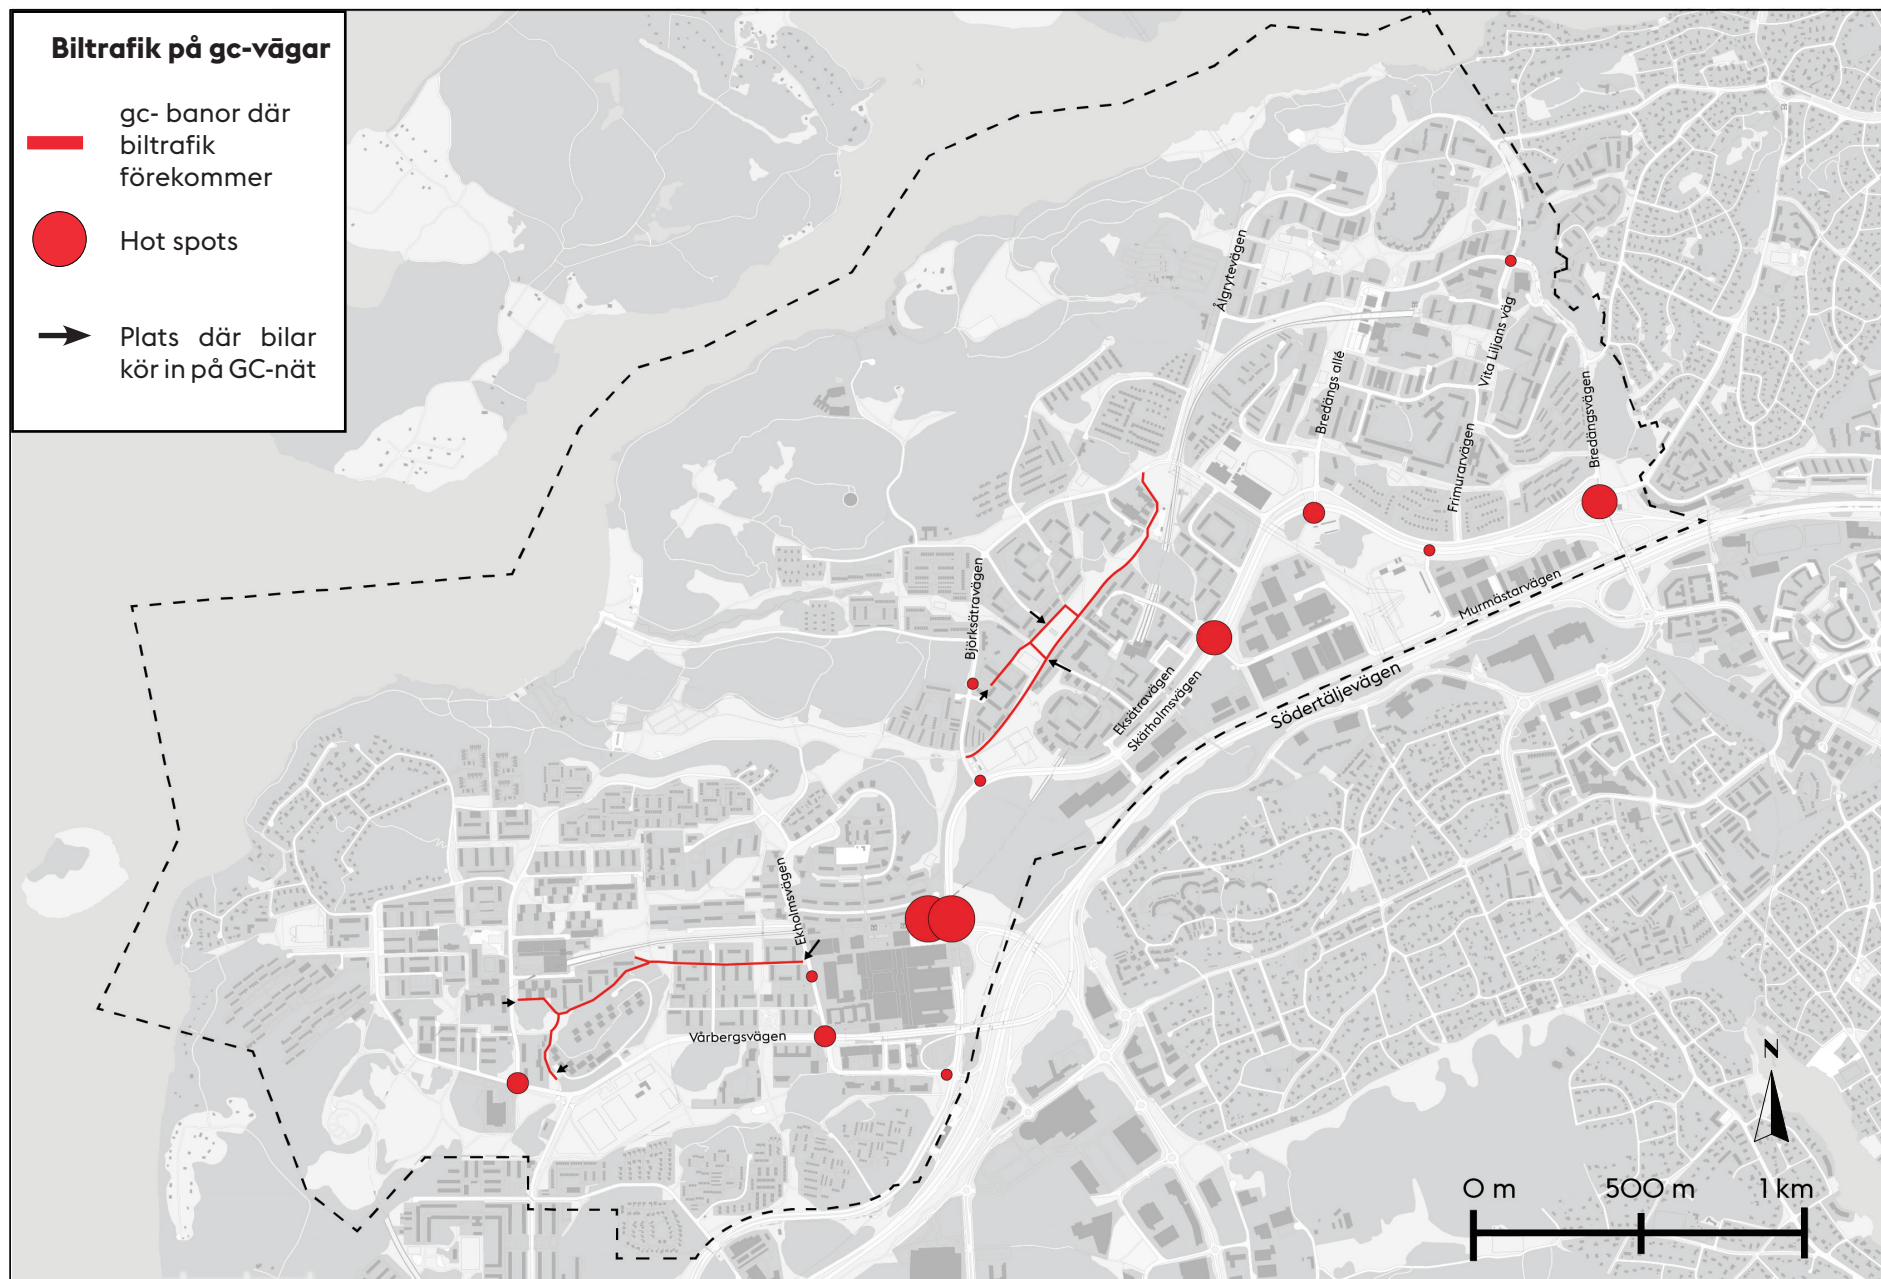 Biltrafik på gc-vägar
gc- banor där
biltrafik
förekommer
Hot spots
Plats där bilar
kör in på GC-nät
Ålgrytevägen
Bredängs allé
Vita Liljans väg
Frimurarvägen
Bredängsvägen
Murmästarvägen
Björksätravägen
Eksätravägen
Skärholmsvägen
Södertäljevägen
Ekholmsvägen
Vårbergsvägen
N
0 m 500 m 1 km